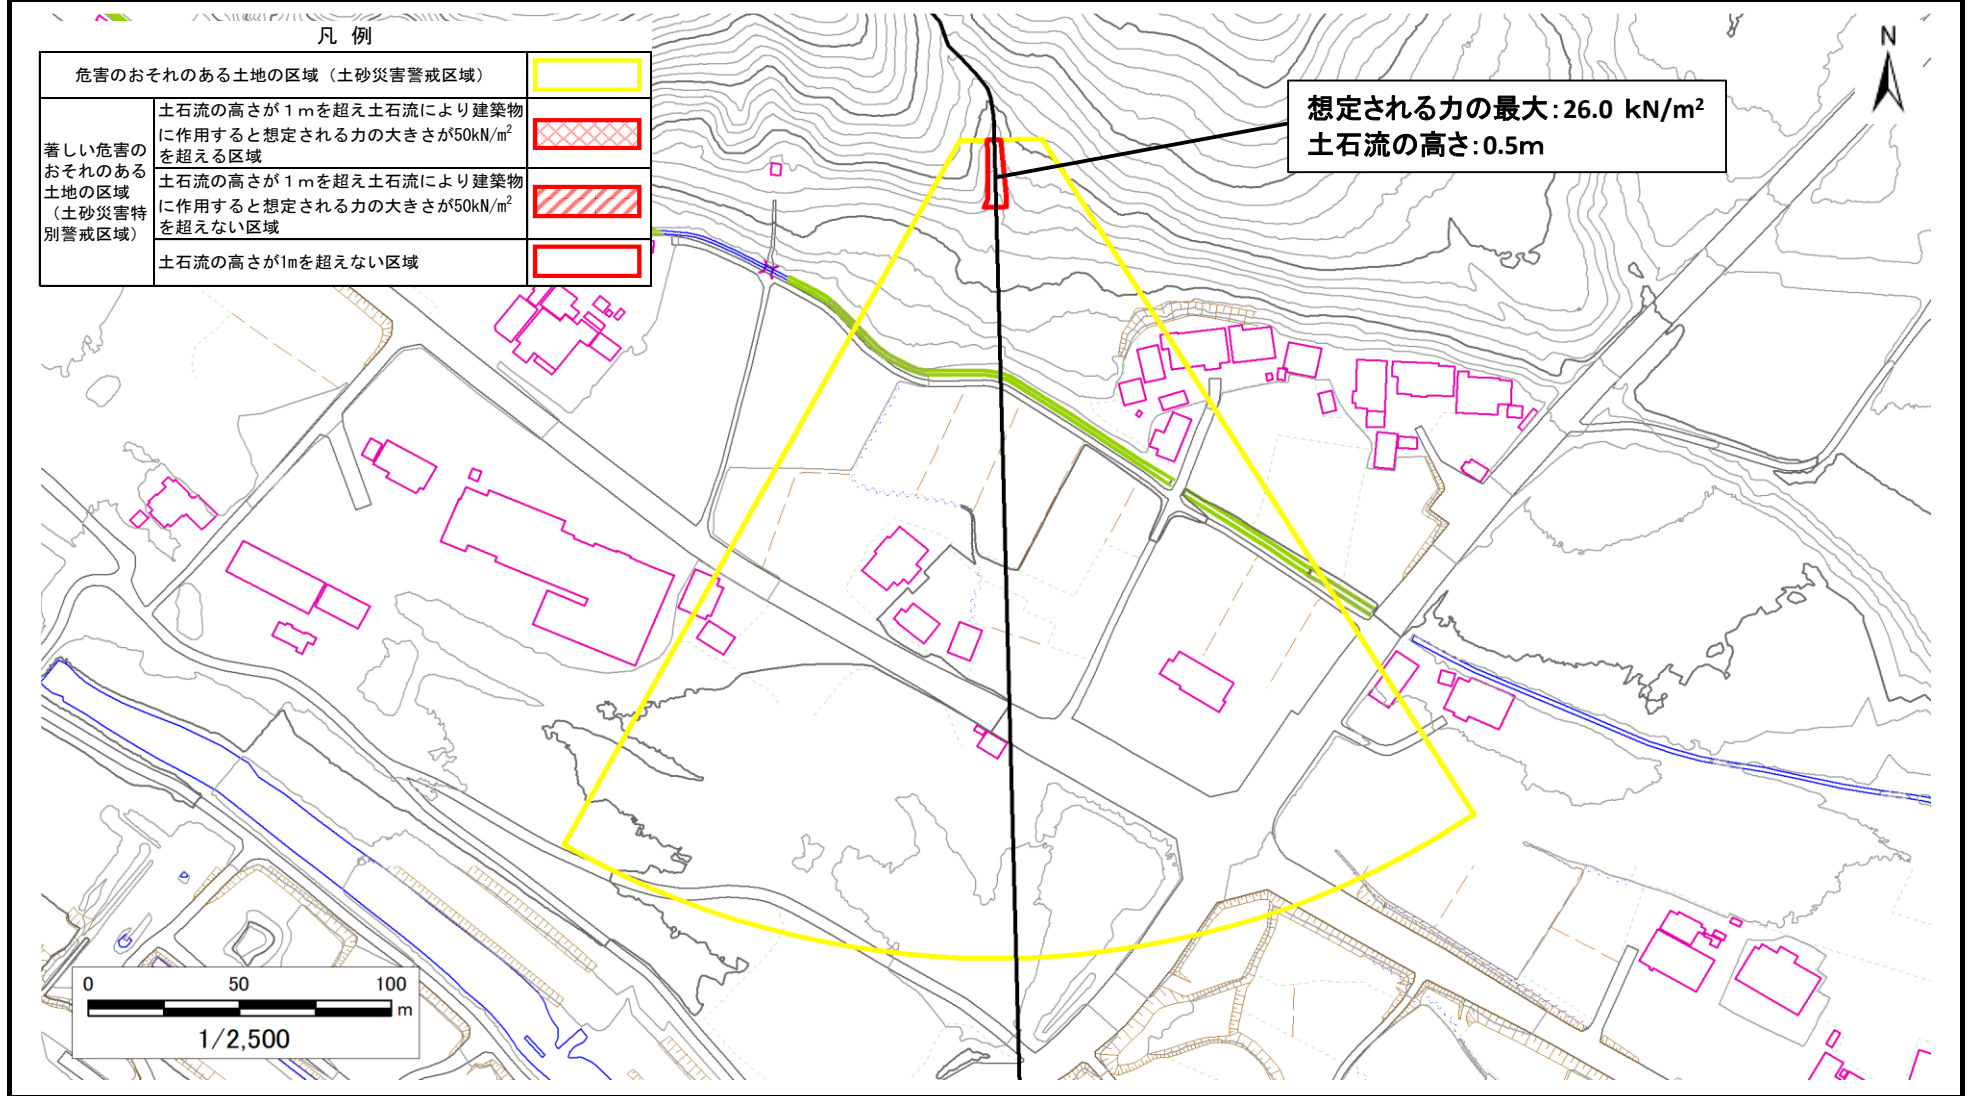 凡 例
危害のおそれのある土地の区域（土砂災害警戒区域）
著しい危害の
おそれのある
土地の区域
（土砂災害特
別警戒区域）
土石流の高さが１ｍを超え土石流により建築物
に作用すると想定される力の大きさが50kN/m²
を超える区域
土石流の高さが１ｍを超え土石流により建築物
に作用すると想定される力の大きさが50kN/m²
を超えない区域
土石流の高さが1mを超えない区域
想定される力の最大：26.0 kN/m²
土石流の高さ：0.5m
N
0 50 100
m
1/2,500